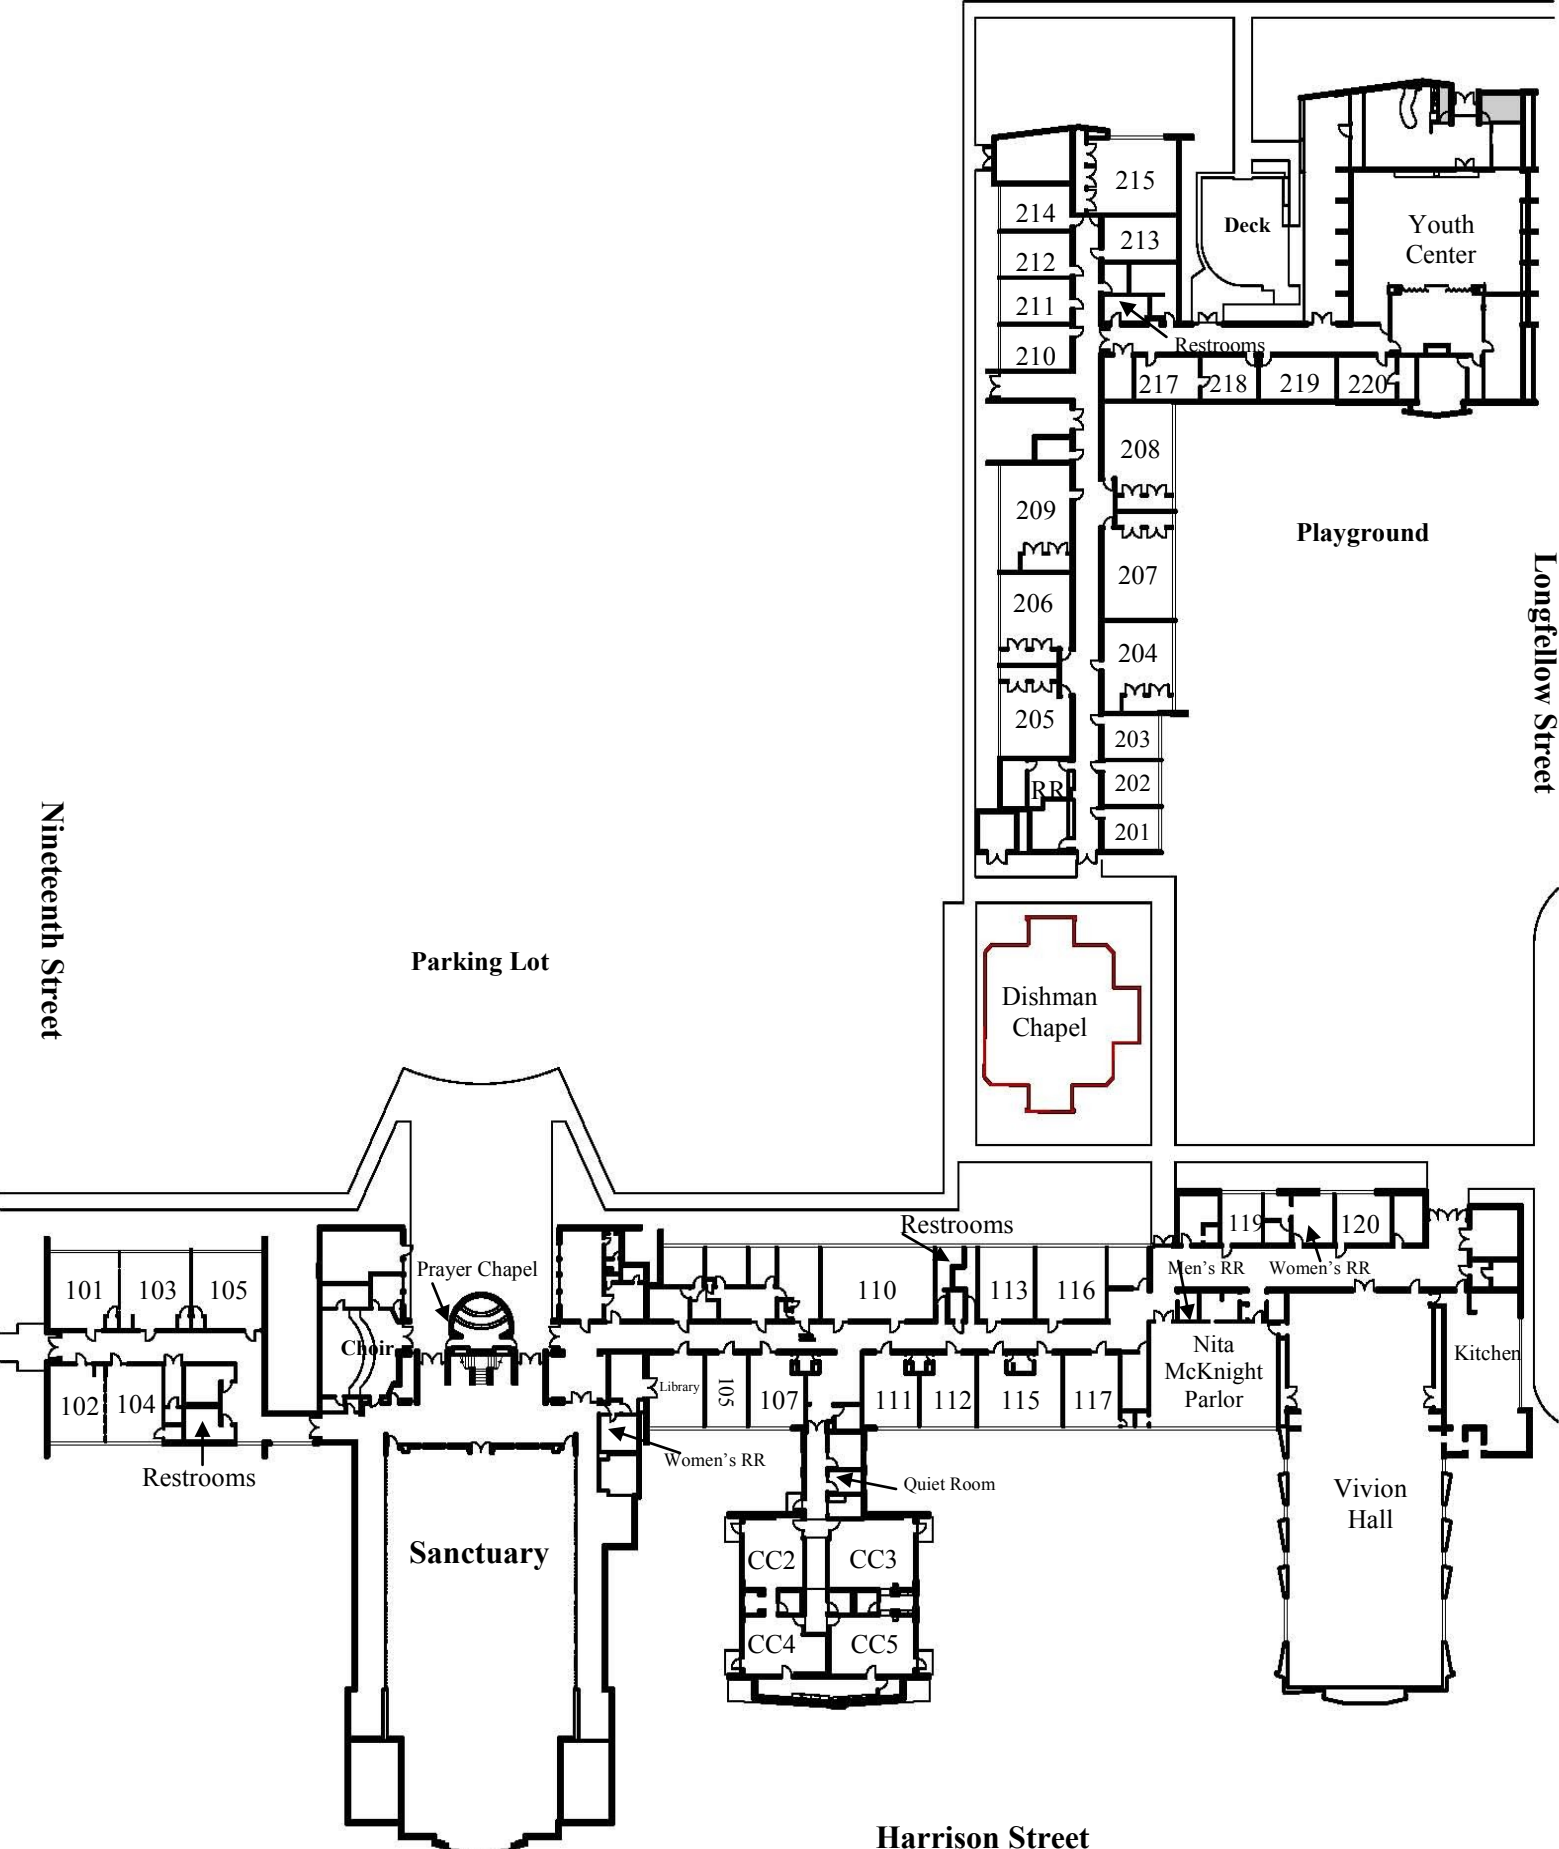 215
214
213
Deck
Youth
Center
212
211
210
Restrooms
217
218
219
220
208
209
Playground
207
206
204
205
203
202
RR
201
Longfellow Street
Nineteenth Street
Parking Lot
Dishman
Chapel
Restrooms
119
120
Men's RR
Women's RR
Prayer Chapel
101
103
105
110
113
116
Choir
Nita
McKnight
Parlor
Kitchen
Library
105
107
111
112
115
117
102
104
Restrooms
Women's RR
Quiet Room
Vivion
Hall
Sanctuary
CC2
CC3
CC4
CC5
Harrison Street